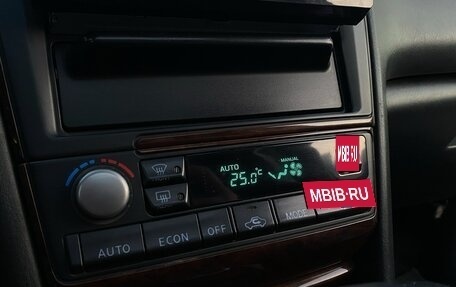 AUTO
MANUAL
25.0°C
MBIB.RU
MBIB-RU
AUTO
ECON
OFF
MODE